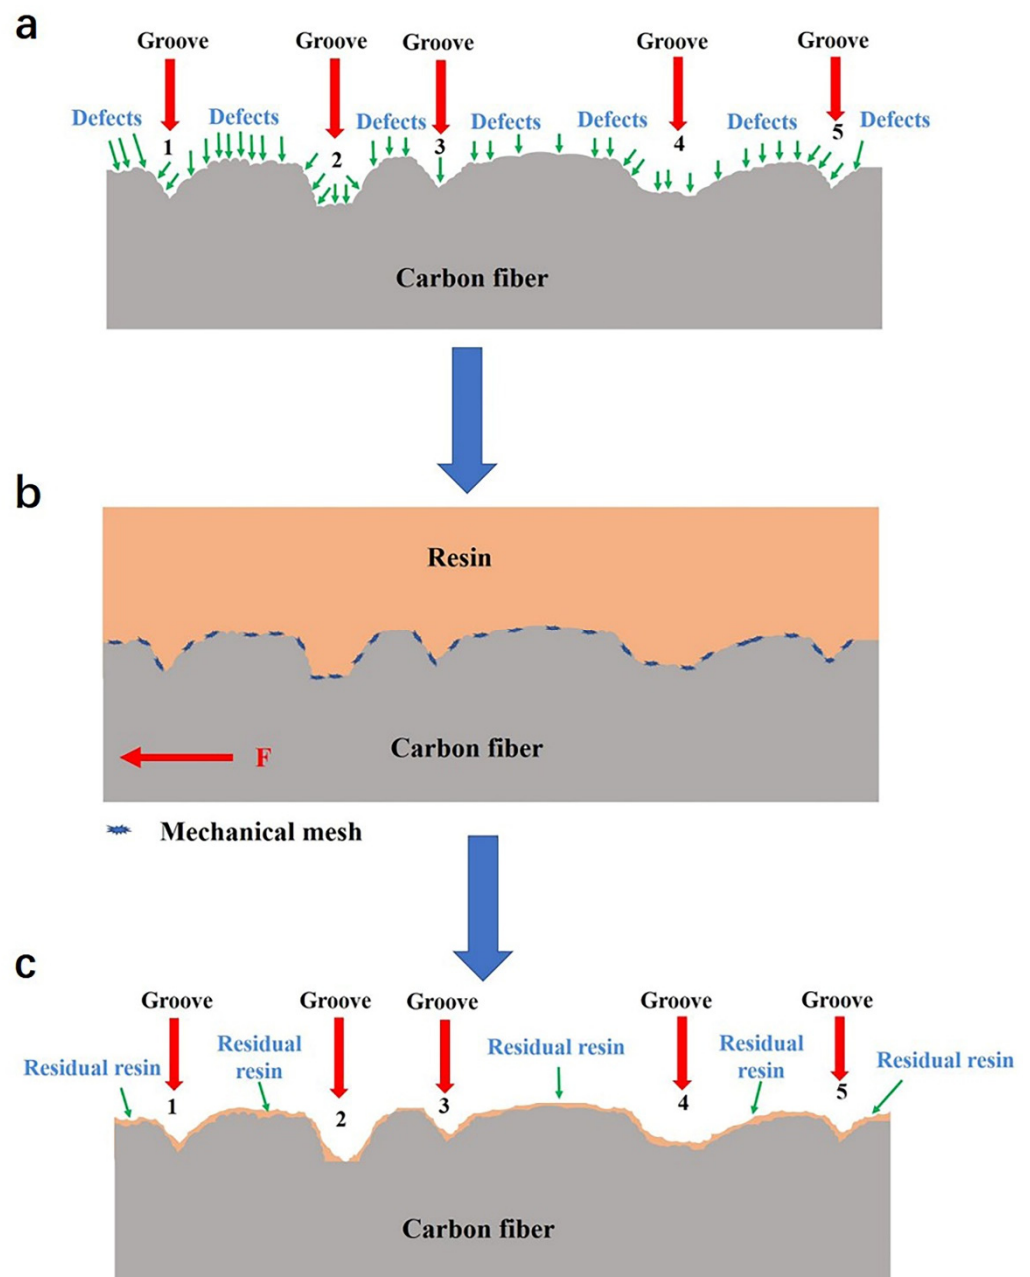 a
Groove Groove Groove Groove Groove
Defects Defects Defects Defects Defects Defects Defects
1 2 3 4 5
Carbon fiber
b
Resin
Carbon fiber
F
Mechanical mesh
c
Groove Groove Groove Groove Groove
Residual resin
Residual
resin
Residual resin
Residual
resin
Residual resin
1 2 3 4 5
Carbon fiber